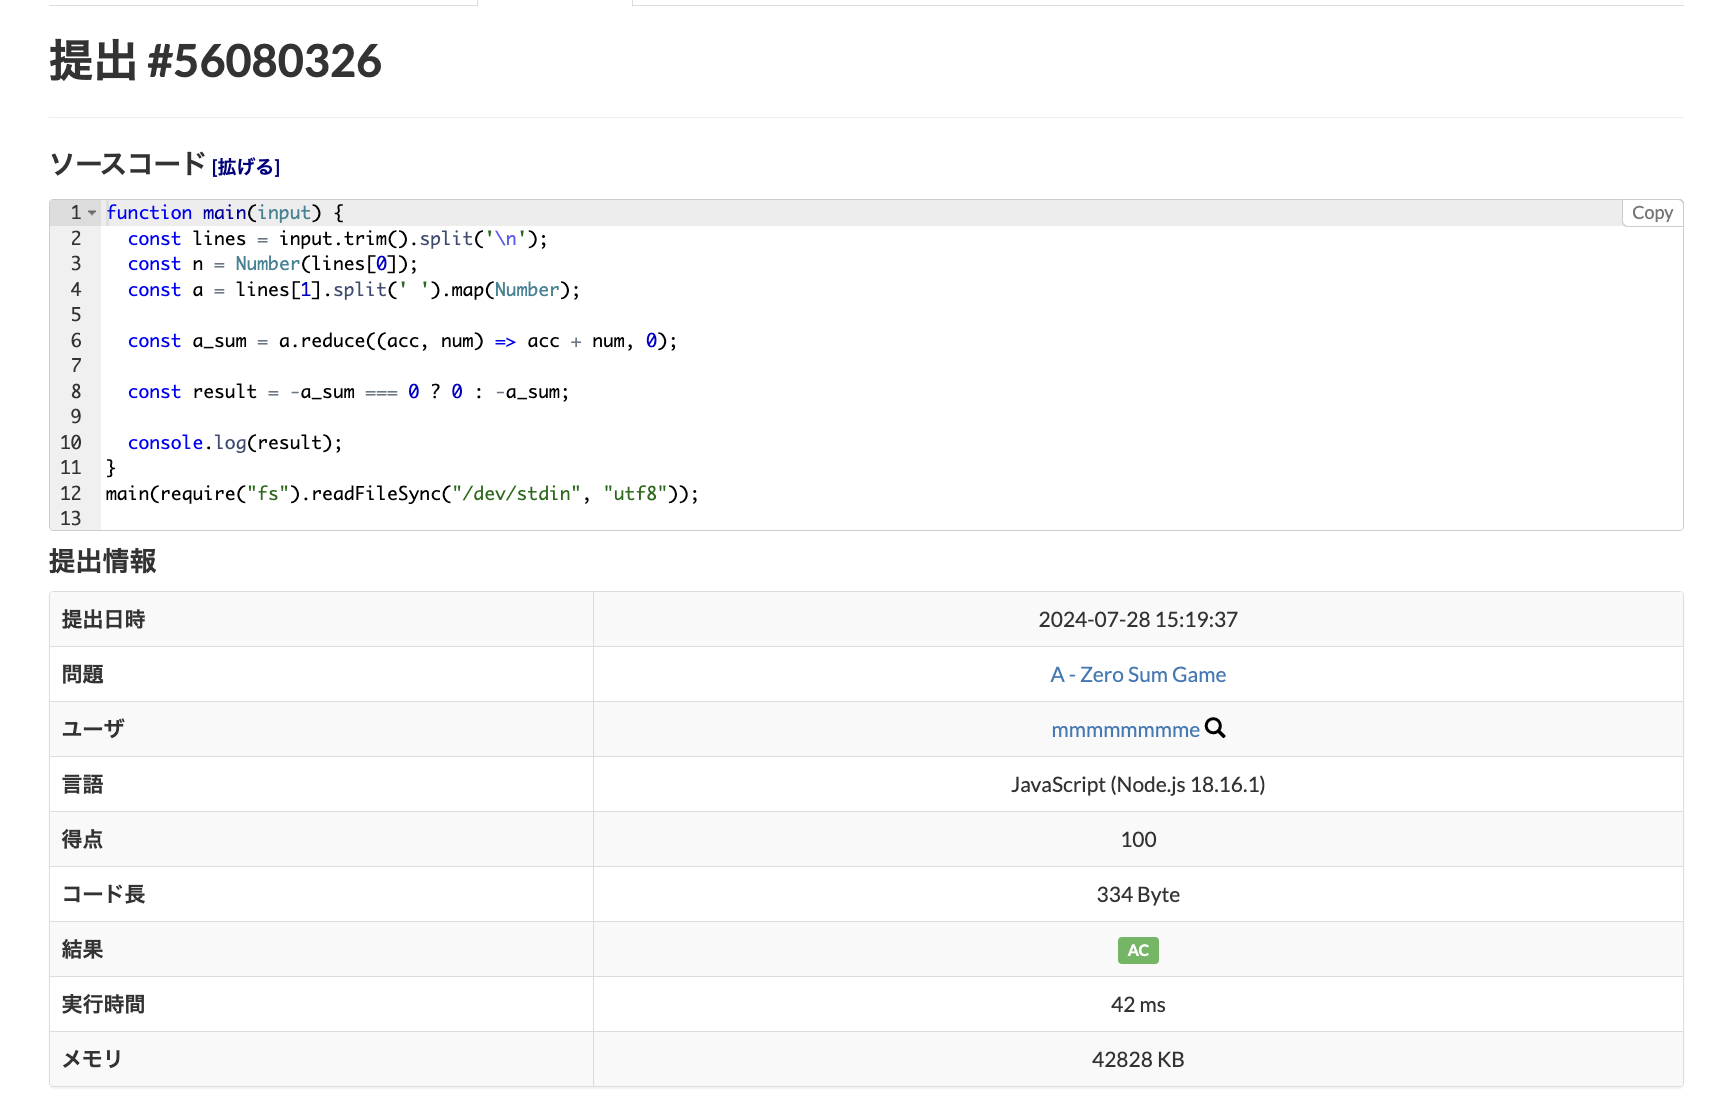 提出 #56080326
ソースコード [拡げる]
Copy
1 function main(input) {
2   const lines = input.trim().split('\n');
3   const n = Number(lines[0]);
4   const a = lines[1].split(' ').map(Number);
5
6   const a_sum = a.reduce((acc, num) => acc + num, 0);
7
8   const result = -a_sum === 0 ? 0 : -a_sum;
9
10   console.log(result);
11 }
12 main(require("fs").readFileSync("/dev/stdin", "utf8"));
13
提出情報
提出日時 2024-07-28 15:19:37
問題 A - Zero Sum Game
ユーザ mmmmmmmme
言語 JavaScript (Node.js 18.16.1)
得点 100
コード長 334 Byte
結果 AC
実行時間 42 ms
メモリ 42828 KB